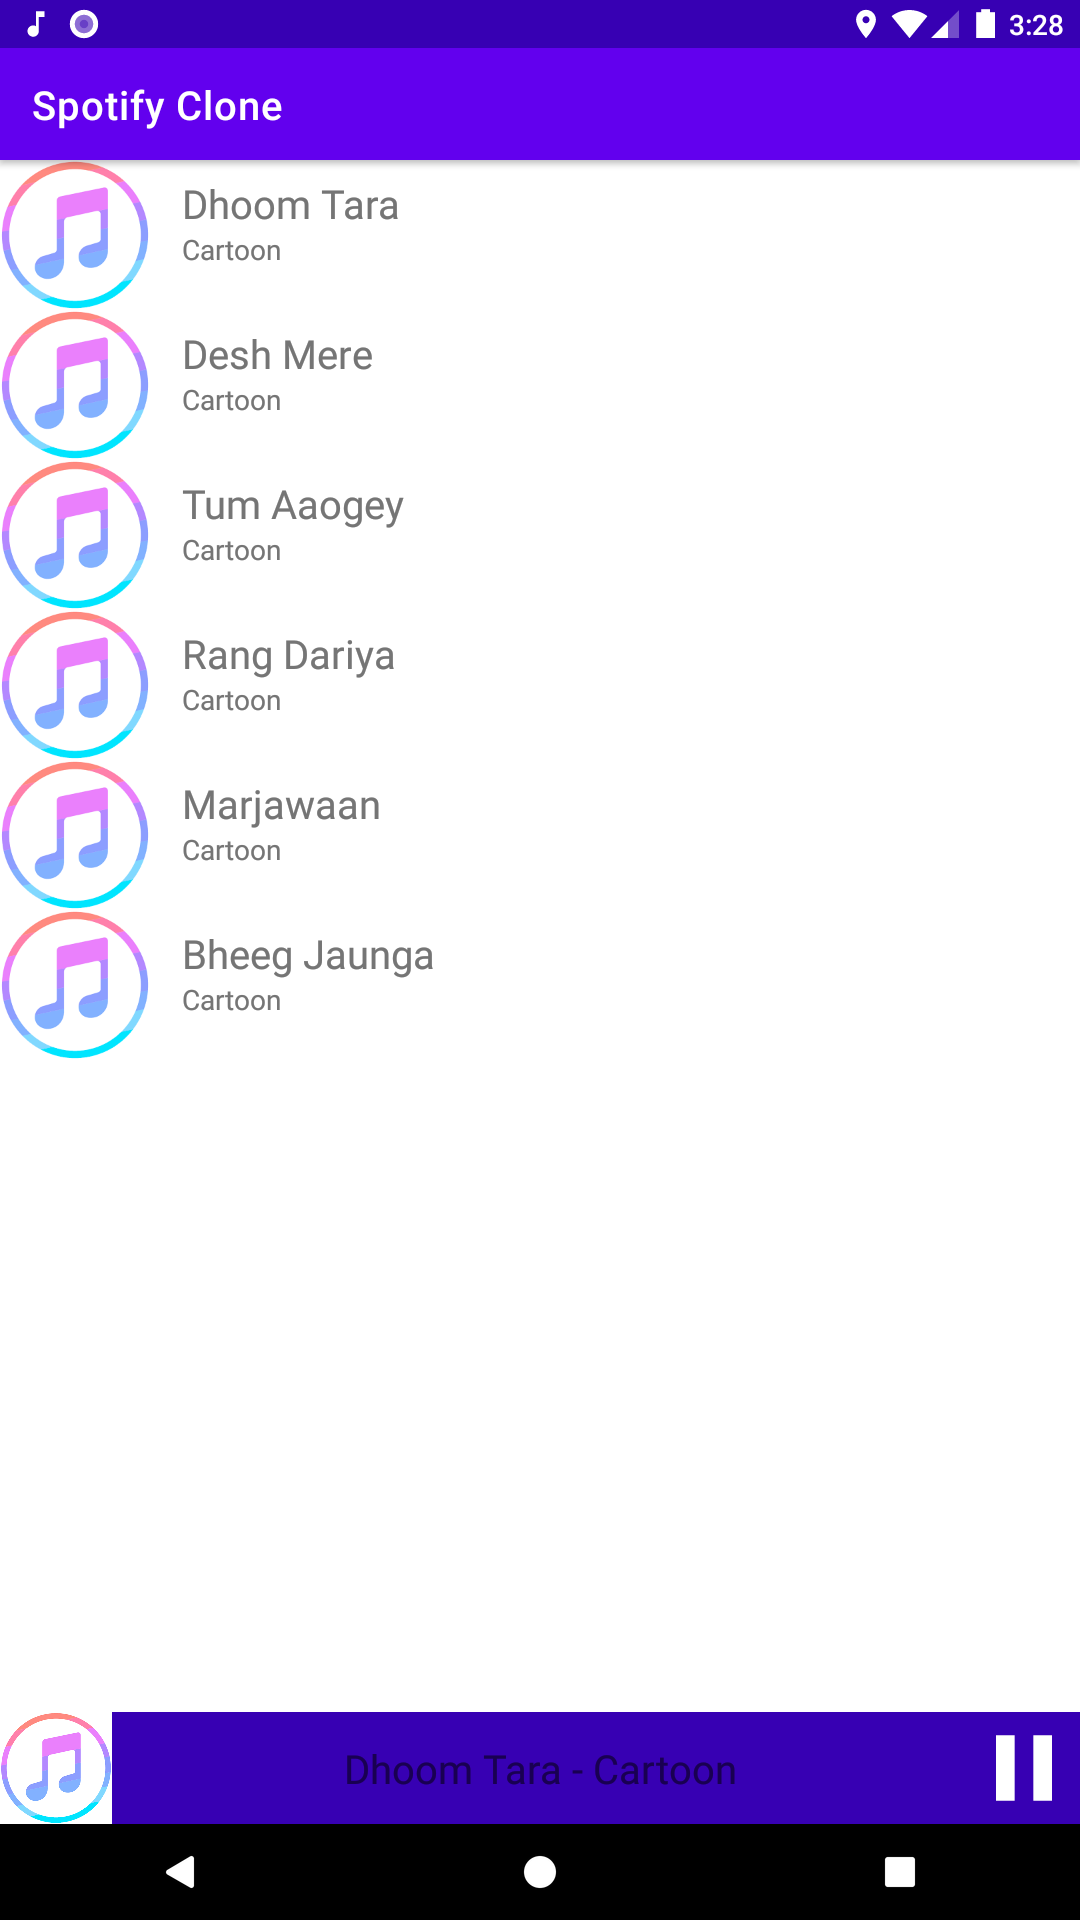 3:28
Spotify Clone
Dhoom Tara
Cartoon
Desh Mere
Cartoon
Tum Aaogey
Cartoon
Rang Dariya
Cartoon
Marjawaan
Cartoon
Bheeg Jaunga
Cartoon
Dhoom Tara - Cartoon